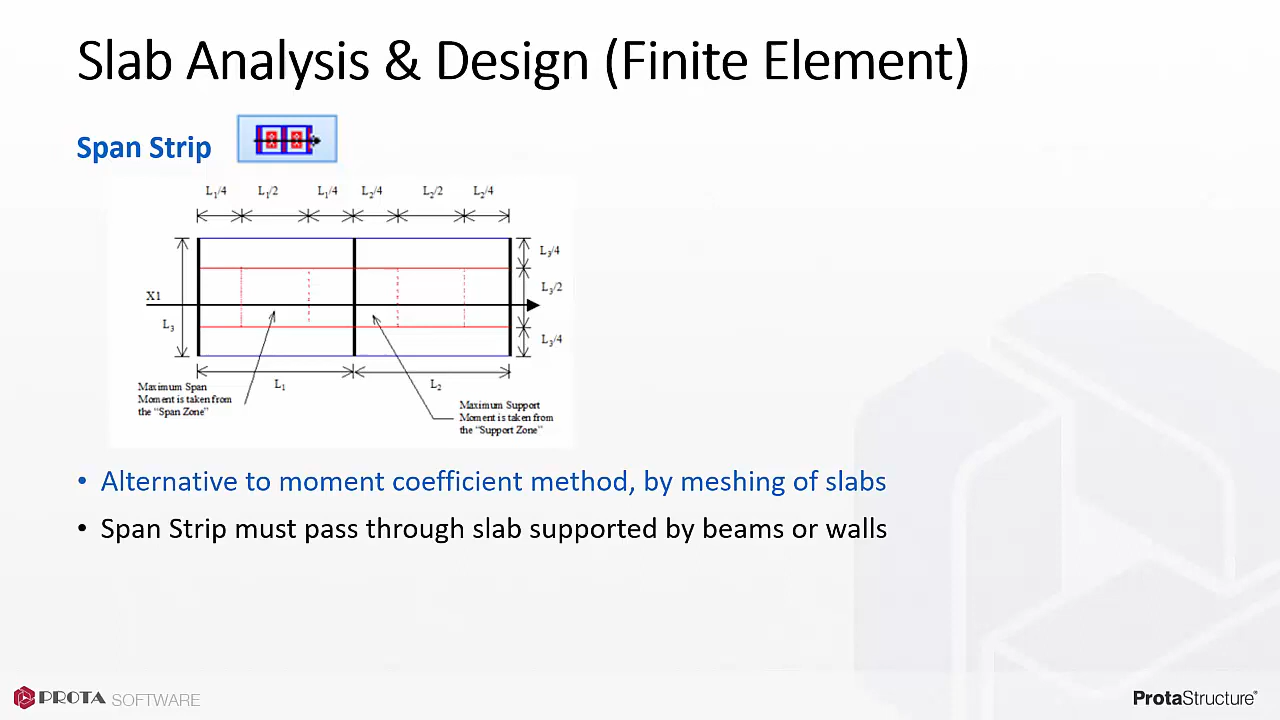 Slab Analysis & Design (Finite Element)
Span Strip
L1/4 L1/2 L1/4 L2/4 L2/2 L2/4
L3/4
L3/2
L3/4
X1
L3
L1 L2
Maximum Span
Moment is taken from
the “Span Zone”
Maximum Support
Moment is taken from
the “Support Zone”
• Alternative to moment coefficient method, by meshing of slabs
• Span Strip must pass through slab supported by beams or walls
PROTA SOFTWARE
ProtaStructure®